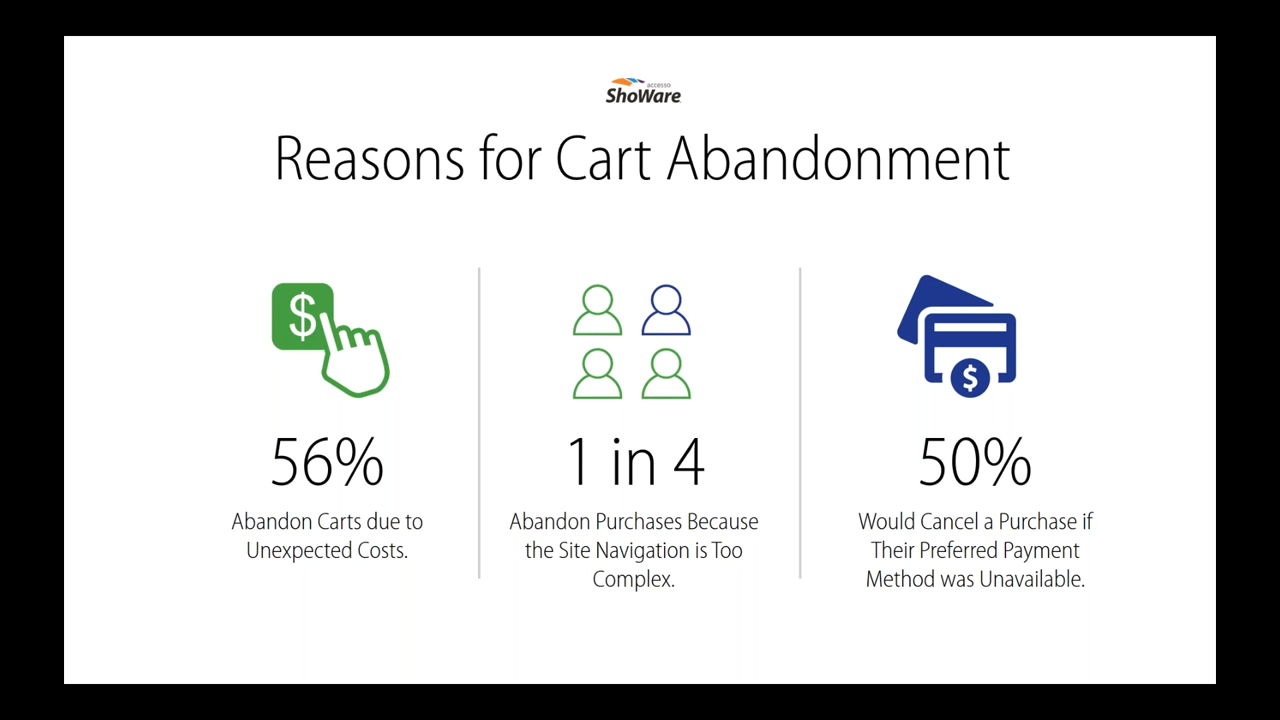 accesso
ShoWare
Reasons for Cart Abandonment
$
$
56%
Abandon Carts due to
Unexpected Costs.
1 in 4
Abandon Purchases Because
the Site Navigation is Too
Complex.
50%
Would Cancel a Purchase if
Their Preferred Payment
Method was Unavailable.